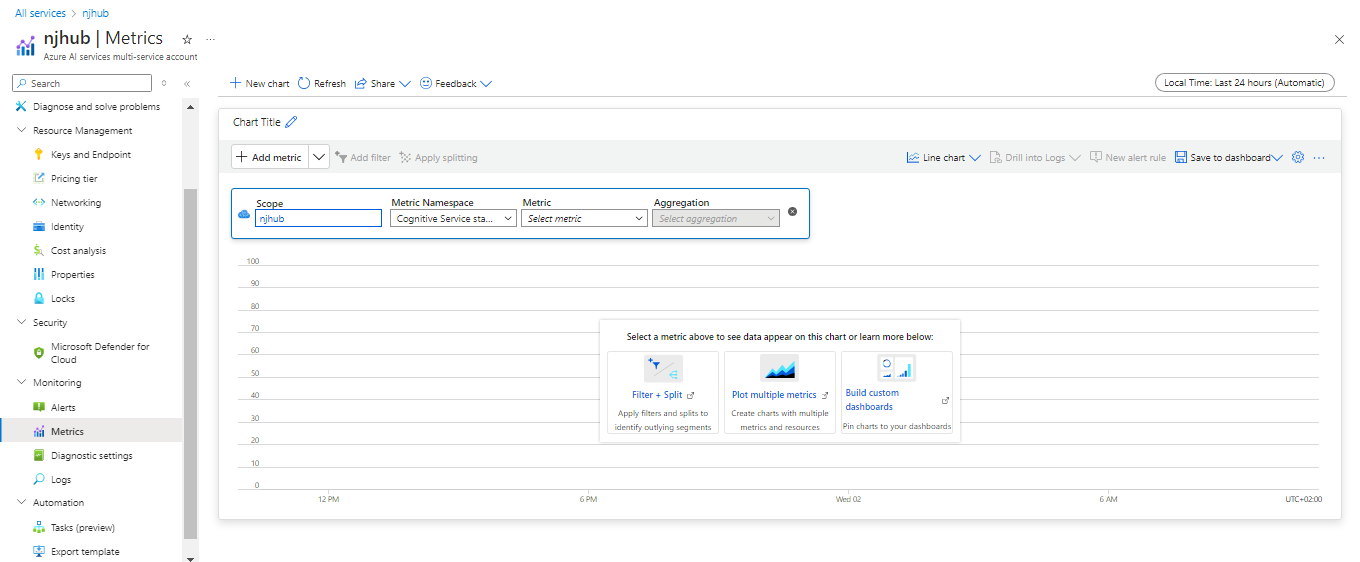 All services > njhub
njhub | Metrics
Azure AI services multi-service account
Search
Diagnose and solve problems
Resource Management
Keys and Endpoint
Pricing tier
Networking
Identity
Cost analysis
Properties
Locks
Security
Microsoft Defender for
Cloud
Monitoring
Alerts
Metrics
Diagnostic settings
Logs
Automation
Tasks (preview)
Export template
New chart Refresh Share Feedback
Local Time: Last 24 hours (Automatic)
Chart Title
Add metric Add filter Apply splitting
Line chart Drill into Logs New alert rule Save to dashboard
Scope Metric Namespace Metric Aggregation
njhub Cognitive Service sta... Select metric Select aggregation
100
90
80
70
60
50
40
30
20
10
0
Select a metric above to see data appear on this chart or learn more below:
Filter + Split
Apply filters and splits to
identify outlying segments
Plot multiple metrics
Create charts with multiple
metrics and resources
Build custom
dashboards
Pin charts to your dashboards
12 PM 6 PM Wed 02 6 AM UTC+02:00